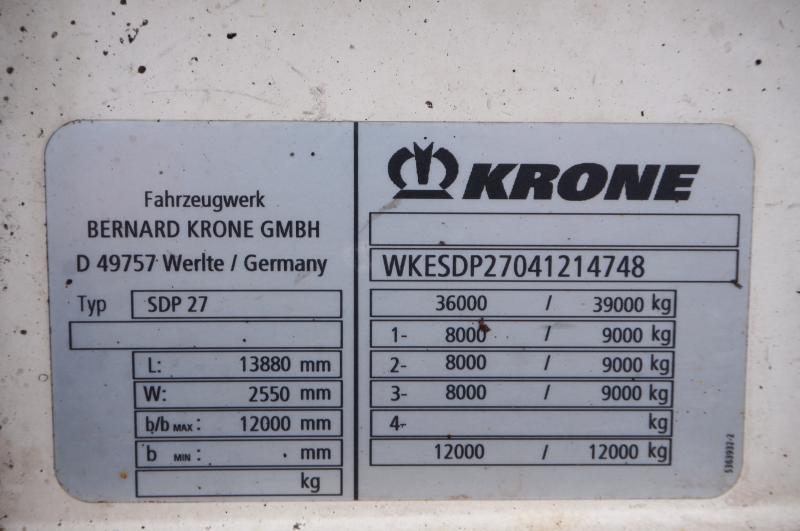 Fahrzeugwerk
BERNARD KRONE GMBH
D 49757 Werlte / Germany
Typ SDP 27
L: 13880 mm
W: 2550 mm
b/b MAX : 12000 mm
b MIN : mm
kg
KRONE
WKESDP27041214748
36000 / 39000 kg
1- 8000 / 9000 kg
2- 8000 / 9000 kg
3- 8000 / 9000 kg
4- kg
12000 / 12000 kg
5363932-2